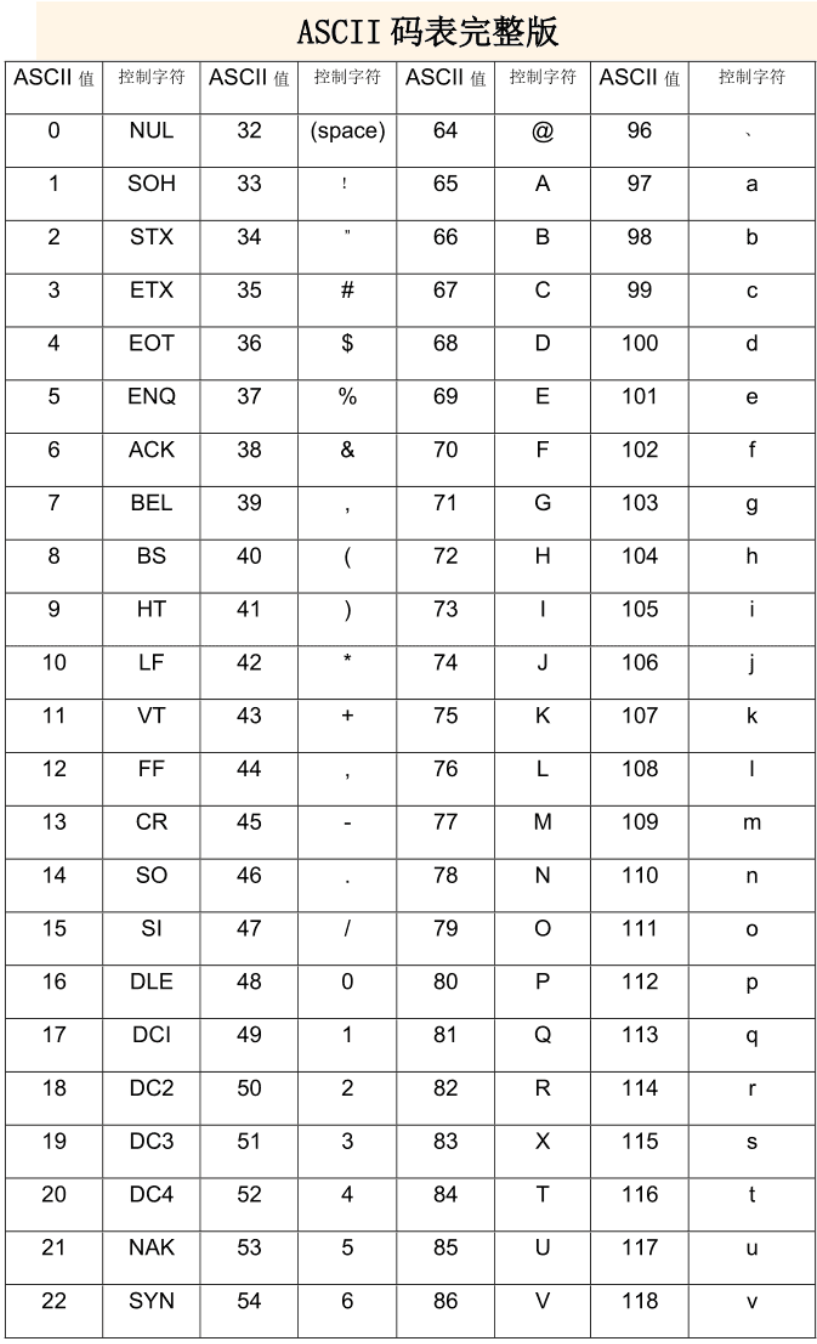 ASCII 码表完整版
ASCII 值 控制字符 ASCII 值 控制字符 ASCII 值 控制字符 ASCII 值 控制字符
0 NUL 32 (space) 64 @ 96 、
1 SOH 33 ! 65 A 97 a
2 STX 34 " 66 B 98 b
3 ETX 35 # 67 C 99 c
4 EOT 36 $ 68 D 100 d
5 ENQ 37 % 69 E 101 e
6 ACK 38 & 70 F 102 f
7 BEL 39 , 71 G 103 g
8 BS 40 ( 72 H 104 h
9 HT 41 ) 73 I 105 i
10 LF 42 * 74 J 106 j
11 VT 43 + 75 K 107 k
12 FF 44 , 76 L 108 l
13 CR 45 - 77 M 109 m
14 SO 46 . 78 N 110 n
15 SI 47 / 79 O 111 o
16 DLE 48 0 80 P 112 p
17 DCI 49 1 81 Q 113 q
18 DC2 50 2 82 R 114 r
19 DC3 51 3 83 X 115 s
20 DC4 52 4 84 T 116 t
21 NAK 53 5 85 U 117 u
22 SYN 54 6 86 V 118 v